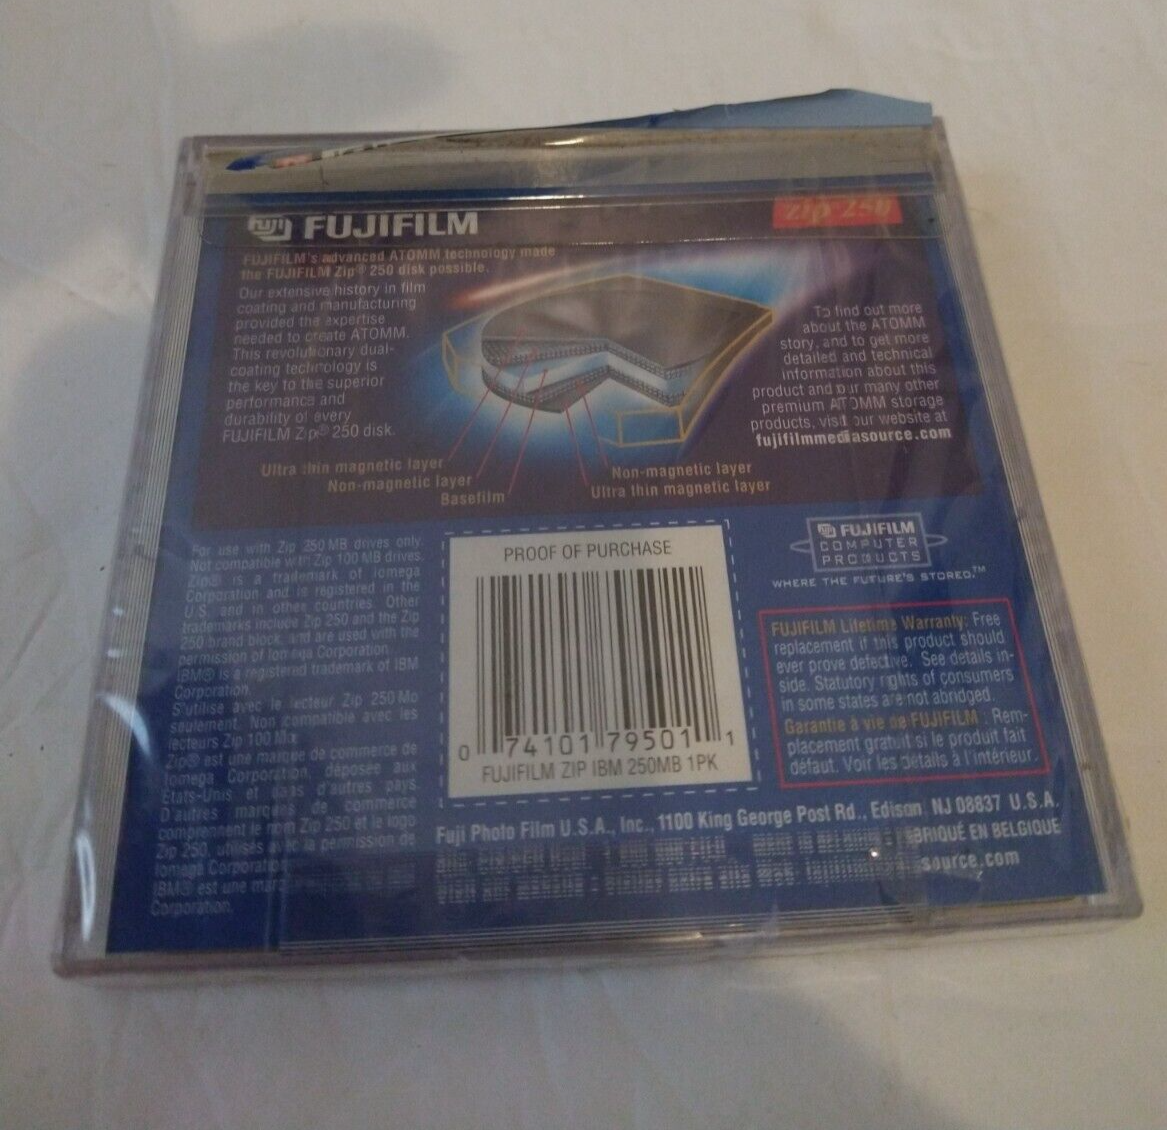 FUJI FUJIFILM
Zip 250
FUJIFILM's advanced ATOMM technology made
the FUJIFILM Zip® 250 disk possible.
Our extensive history in film
coating and manufacturing
provided the expertise
needed to create ATOMM.
This revolutionary dual-
coating technology is
the key to the superior
performance and
durability of every
FUJIFILM Zip® 250 disk.
To find out more
about the ATOMM
story, and to get more
detailed and technical
information about this
product and our many other
premium ATOMM storage
products, visit our website at
fujifilmmediasource.com
Ultra thin magnetic layer
Non-magnetic layer
Basefilm
Non-magnetic layer
Ultra thin magnetic layer
For use with Zip 250 MB drives only.
Not compatible with Zip 100 MB drives.
Zip® is a trademark of Iomega
Corporation and is registered in the
U.S. and in other countries. Other
trademarks include Zip 250 and the Zip
250 brand block, and are used with the
permission of Iomega Corporation.
IBM® is a registered trademark of IBM
Corporation.
S'utilise avec le lecteur Zip 250 Mo
seulement. Non compatible avec les
lecteurs Zip 100 Mo.
Zip® est une marque de commerce de
Iomega Corporation, déposée aux
États-Unis et dans d'autres pays.
D'autres marques de commerce
comprennent le nom Zip 250 et le logo
Zip 250, utilisés avec la permission de
Iomega Corporation.
IBM® est une marq
Corporation.
PROOF OF PURCHASE
0 74101 79501 1
FUJIFILM ZIP IBM 250MB 1PK
FUJI FUJIFILM
COMPUTER
PRODUCTS
WHERE THE FUTURE'S STORED.™
FUJIFILM Lifetime Warranty: Free
replacement if this product should
ever prove defective. See details in-
side. Statutory rights of consumers
in some states are not abridged.
Garantie à vie de FUJIFILM : Rem-
placement gratuit si le produit fait
défaut. Voir les détails à l'intérieur.
Fuji Photo Film U.S.A., Inc., 1100 King George Post Rd., Edison NJ 08837 U.S.A.
BRIQUÉ EN BELGIQUE
source.com